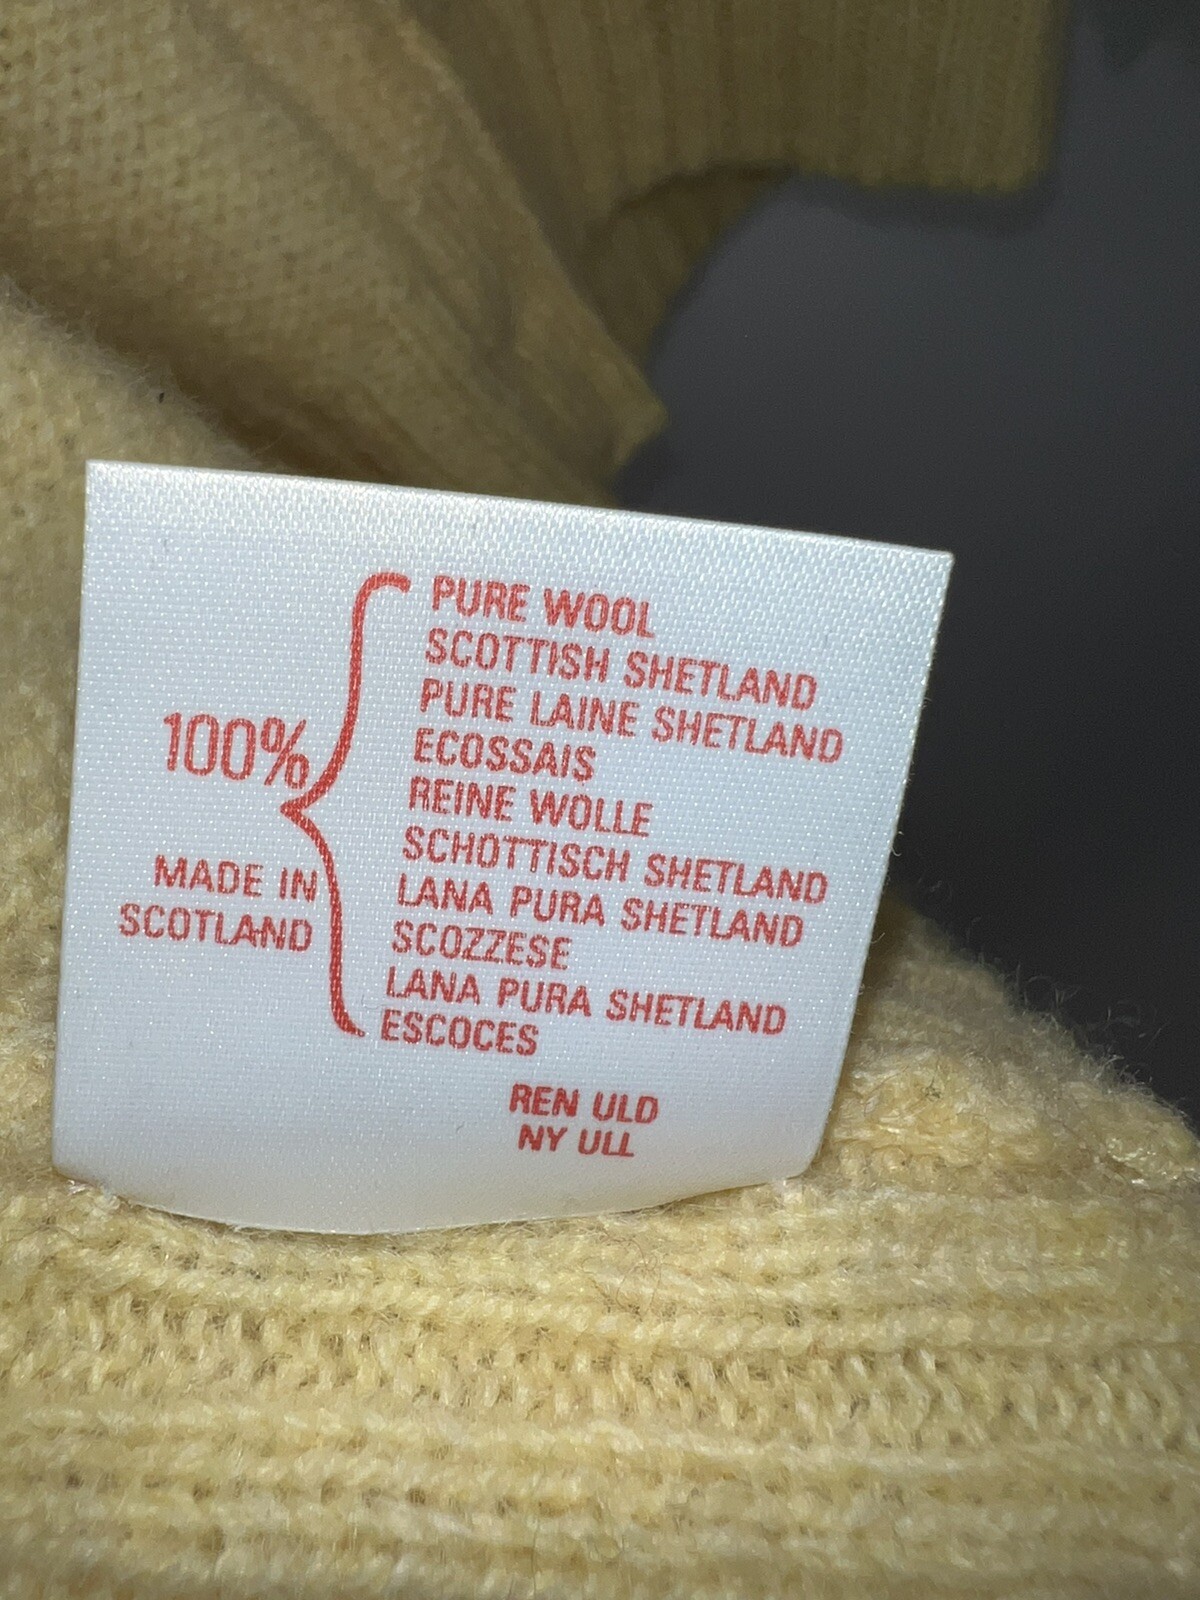 100%
MADE IN
SCOTLAND
PURE WOOL
SCOTTISH SHETLAND
PURE LAINE SHETLAND
ECOSSAIS
REINE WOLLE
SCHOTTISCH SHETLAND
LANA PURA SHETLAND
SCOZZESE
LANA PURA SHETLAND
ESCOCES
REN ULD
NY ULL